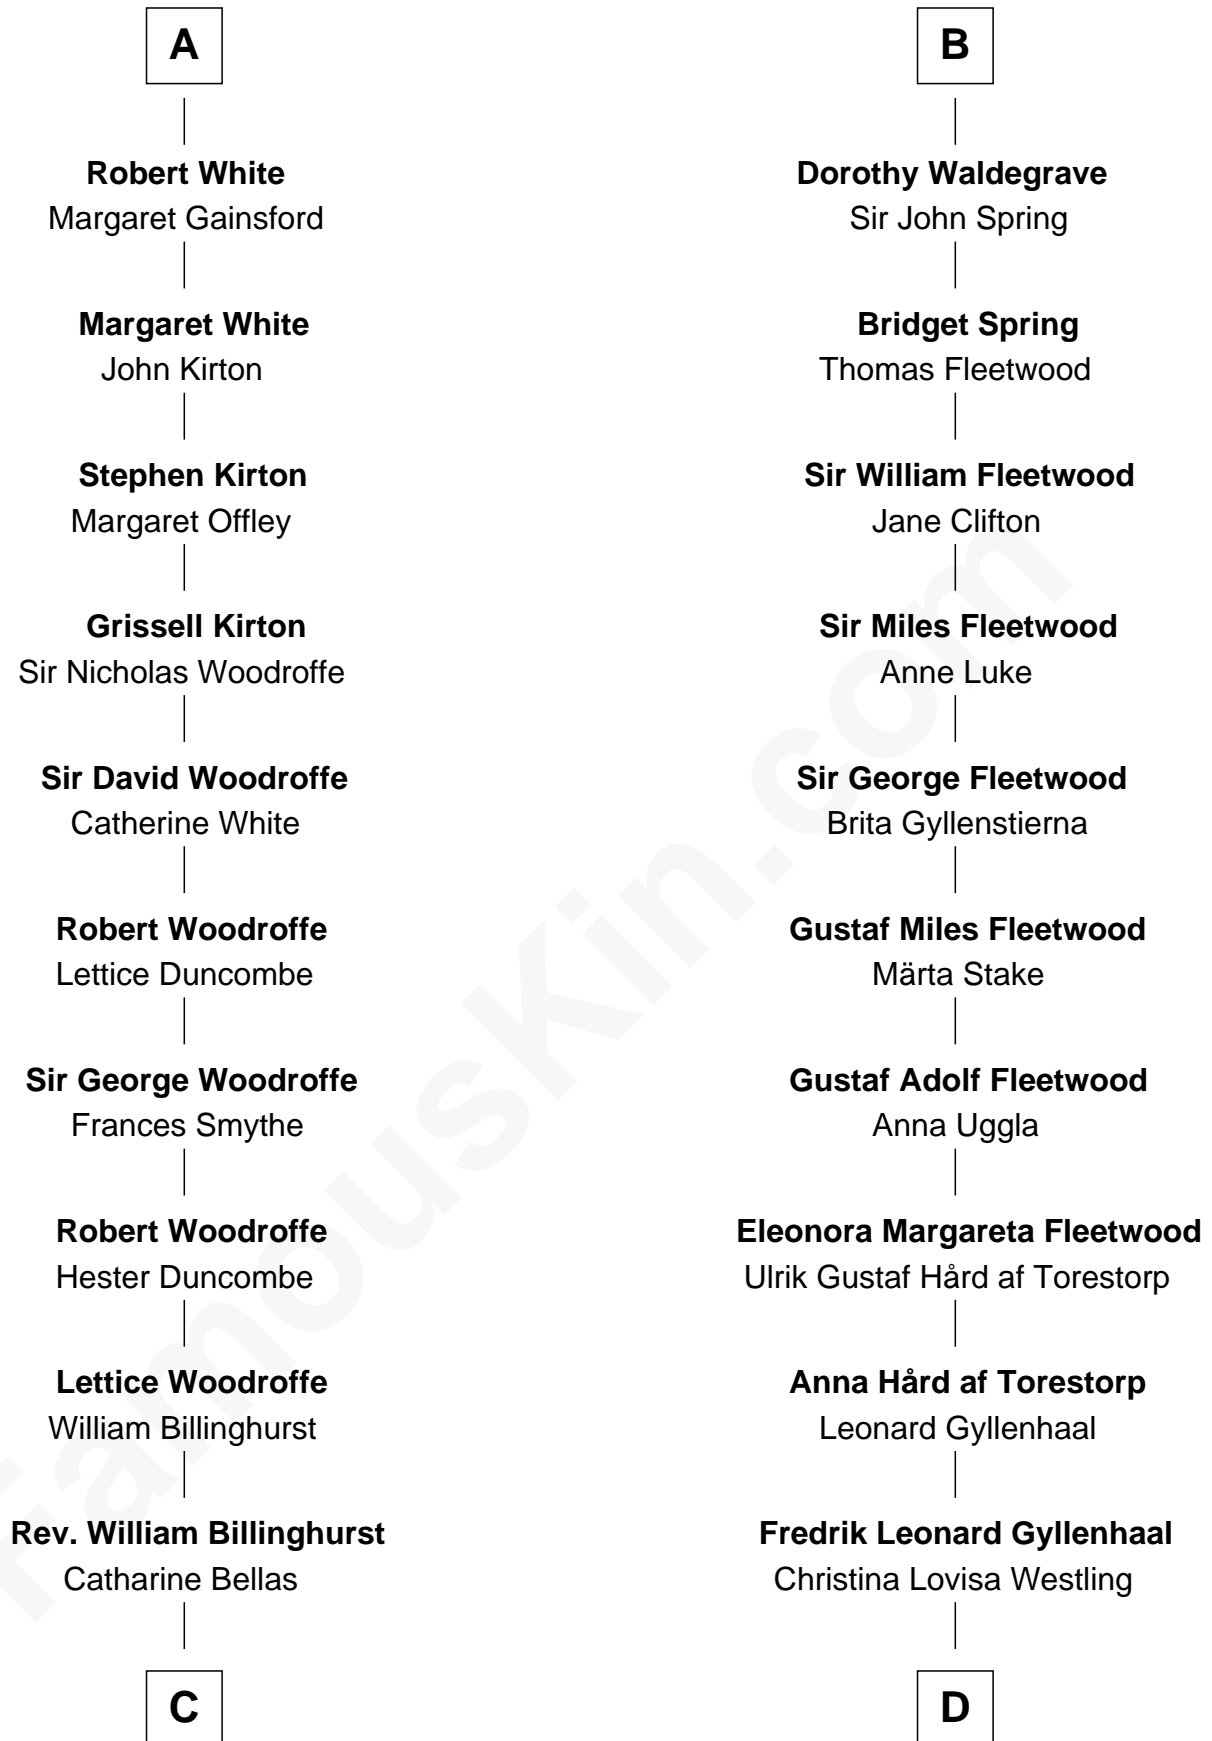 A
Robert White
Margaret Gainsford
Margaret White
John Kirton
Stephen Kirton
Margaret Offley
Grissell Kirton
Sir Nicholas Woodroffe
Sir David Woodroffe
Catherine White
Robert Woodroffe
Lettice Duncombe
Sir George Woodroffe
Frances Smythe
Robert Woodroffe
Hester Duncombe
Lettice Woodroffe
William Billinghurst
Rev. William Billinghurst
Catharine Bellas
C
B
Dorothy Waldegrave
Sir John Spring
Bridget Spring
Thomas Fleetwood
Sir William Fleetwood
Jane Clifton
Sir Miles Fleetwood
Anne Luke
Sir George Fleetwood
Brita Gyllenstierna
Gustaf Miles Fleetwood
Märta Stake
Gustaf Adolf Fleetwood
Anna Uggla
Eleonora Margareta Fleetwood
Ulrik Gustaf Hård af Torestorp
Anna Hård af Torestorp
Leonard Gyllenhaal
Fredrik Leonard Gyllenhaal
Christina Lovisa Westling
D
FamousKin.com